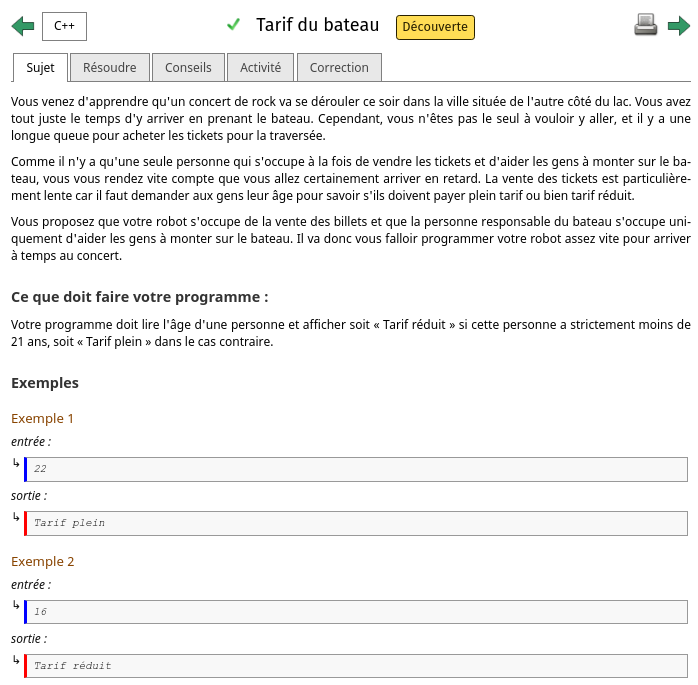 C++
Tarif du bateau
Découverte
Sujet
Résoudre
Conseils
Activité
Correction
Vous venez d'apprendre qu'un concert de rock va se dérouler ce soir dans la ville située de l'autre côté du lac. Vous avez
tout juste le temps d'y arriver en prenant le bateau. Cependant, vous n'êtes pas le seul à vouloir y aller, et il y a une
longue queue pour acheter les tickets pour la traversée.
Comme il n'y a qu'une seule personne qui s'occupe à la fois de vendre les tickets et d'aider les gens à monter sur le ba-
teau, vous vous rendez vite compte que vous allez certainement arriver en retard. La vente des tickets est particulière-
ment lente car il faut demander aux gens leur âge pour savoir s'ils doivent payer plein tarif ou bien tarif réduit.
Vous proposez que votre robot s'occupe de la vente des billets et que la personne responsable du bateau s'occupe uni-
quement d'aider les gens à monter sur le bateau. Il va donc vous falloir programmer votre robot assez vite pour arriver
à temps au concert.
Ce que doit faire votre programme :
Votre programme doit lire l'âge d'une personne et afficher soit « Tarif réduit » si cette personne a strictement moins de
21 ans, soit « Tarif plein » dans le cas contraire.
Exemples
Exemple 1
entrée :
22
sortie :
Tarif plein
Exemple 2
entrée :
16
sortie :
Tarif réduit